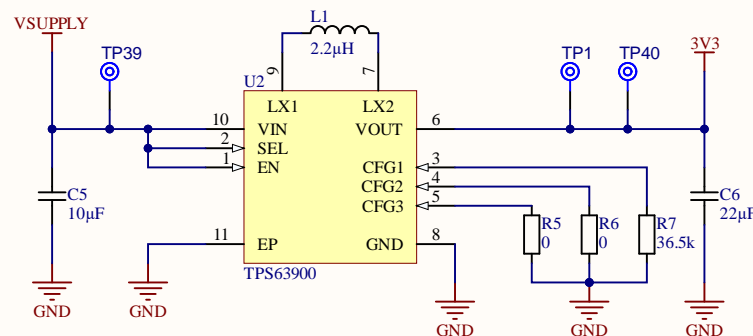 VSUPPLY
TP39
L1
2.2µH
TP1
TP40
3V3
9
7
U2
LX1
LX2
10
VIN
VOUT
6
2
SEL
1
EN
CFG1
3
CFG2
4
CFG3
5
C5
10µF
R5
0
R6
0
R7
36.5k
C6
22µF
11
EP
GND
8
TPS63900
GND
GND
GND
GND
GND